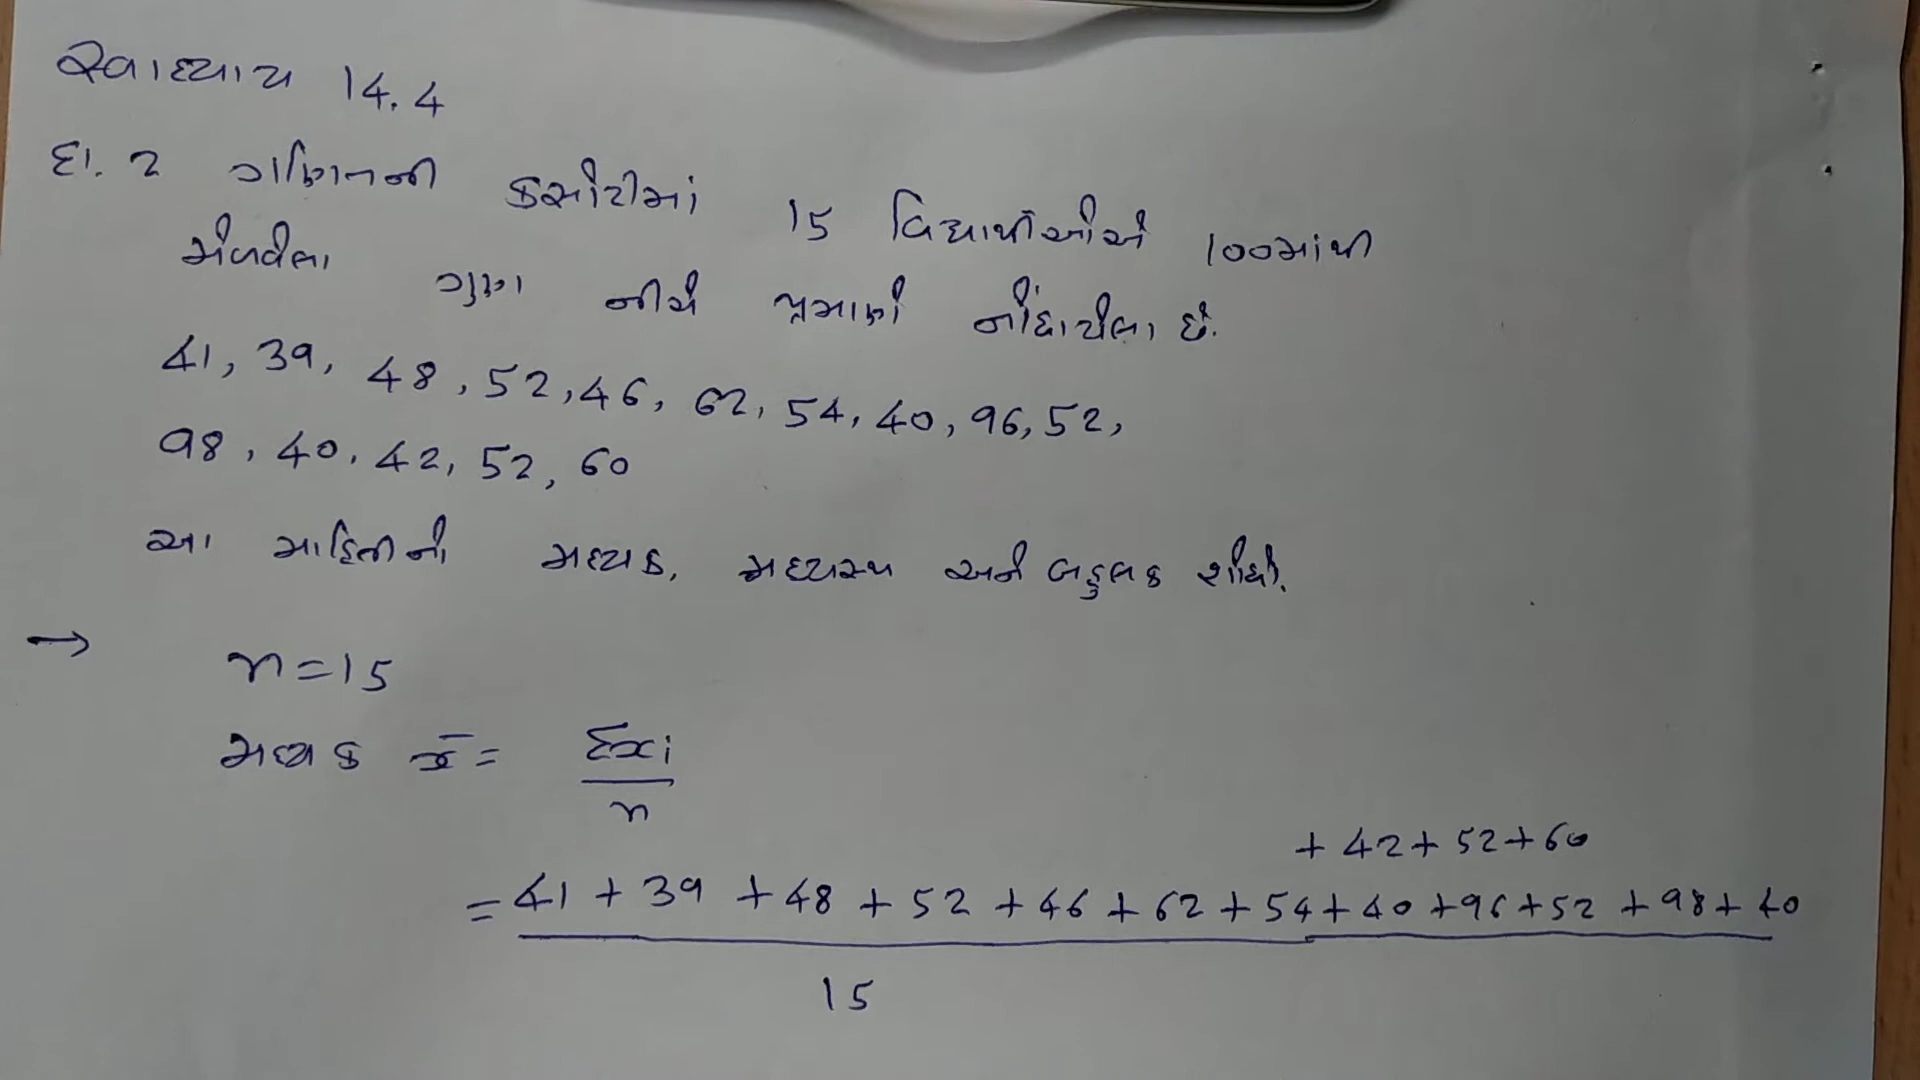 સ્વાધ્યાય 14.4
દા. 2 ગણિતની કસોટીમાં 15 વિદ્યાર્થીઓએ 100માંથી
મેળવેલા ગુણ નીચે પ્રમાણે નોંધાયેલા છે.
41, 39, 48, 52, 46, 62, 54, 40, 96, 52,
98, 40, 42, 52, 60
આ માહિતીનો મધ્યક, મધ્યસ્થ અને બહુલક શોધો.
→ n = 15
મધ્યક x̄ = Σxi
n
+ 42 + 52 + 60
= 41 + 39 + 48 + 52 + 46 + 62 + 54 + 40 + 96 + 52 + 98 + 40
15